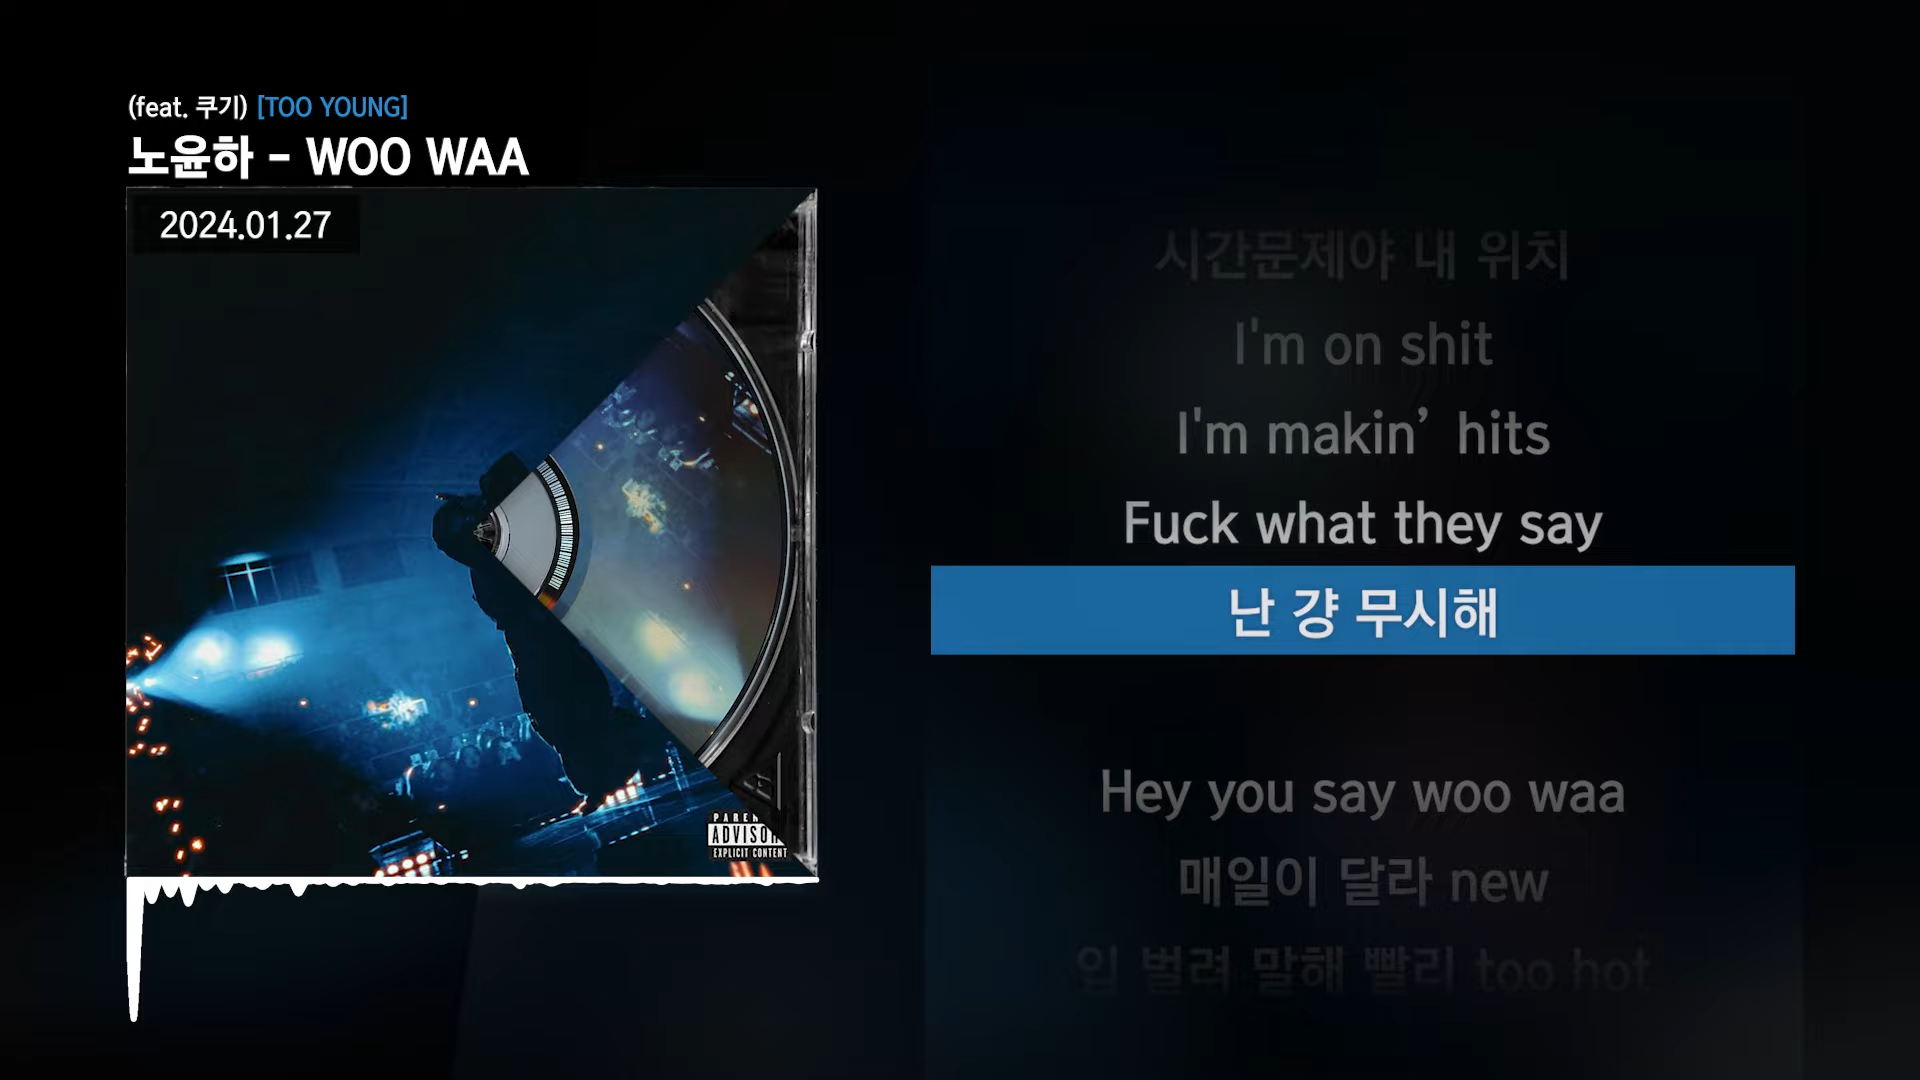 (feat. 쿠기) [TOO YOUNG]
노윤하 - WOO WAA
2024.01.27
시간문제야 내 위치
I'm on shit
I'm makin’ hits
Fuck what they say
난 걍 무시해
Hey you say woo waa
매일이 달라 new
입 벌려 말해 빨리 too hot
ADVISOR
EXPLICIT CONTENT